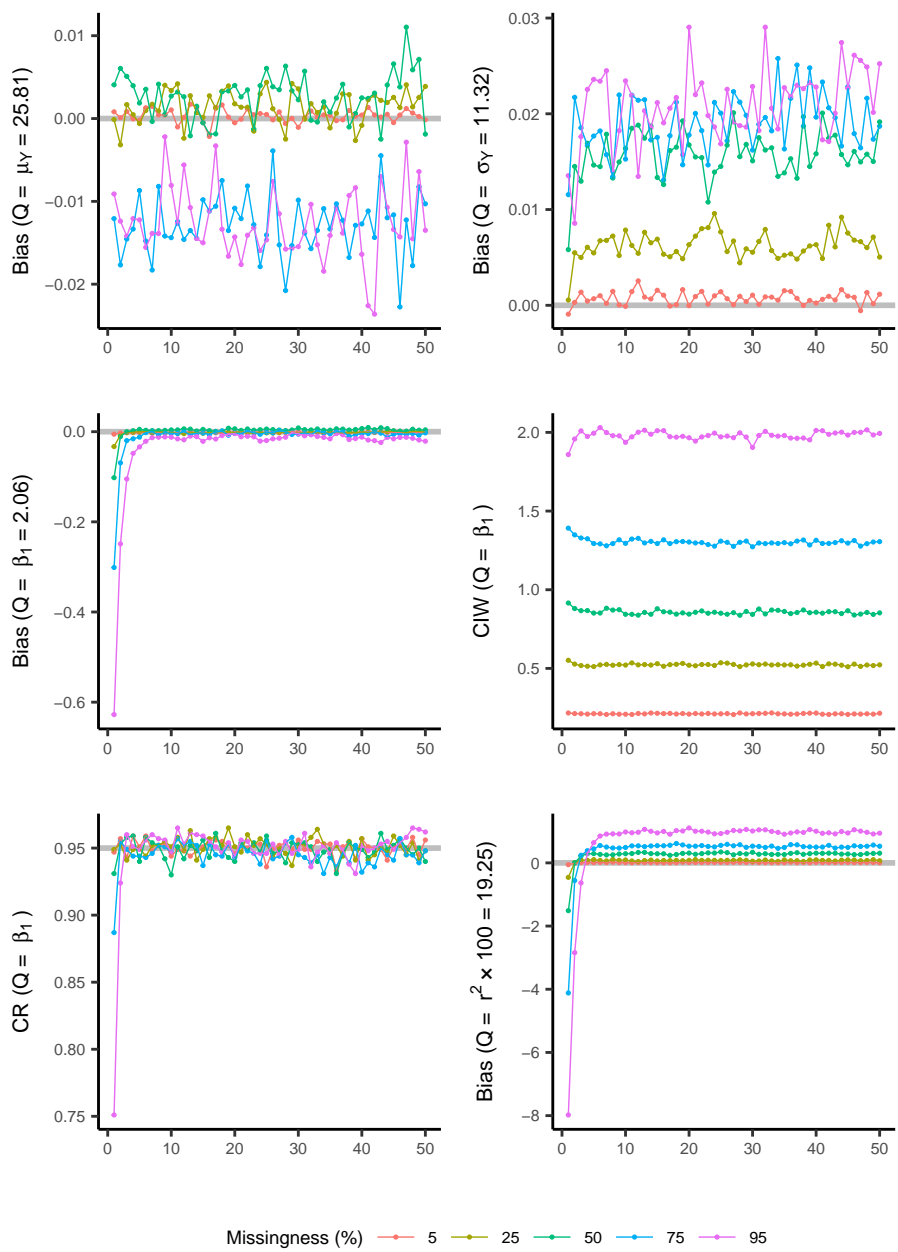 Bias (Q = μY = 25.81)
0.01
0.00
−0.01
−0.02
0 10 20 30 40 50
Bias (Q = σY = 11.32)
0.03
0.02
0.01
0.00
0 10 20 30 40 50
Bias (Q = β1 = 2.06)
0.0
−0.2
−0.4
−0.6
0 10 20 30 40 50
CIW (Q = β1 )
2.0
1.5
1.0
0.5
0 10 20 30 40 50
CR (Q = β1 )
0.95
0.90
0.85
0.80
0.75
0 10 20 30 40 50
Bias (Q = r² × 100 = 19.25)
0
−2
−4
−6
−8
0 10 20 30 40 50
Missingness (%) 5 25 50 75 95